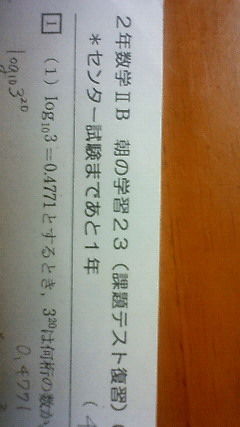 2年数学ⅡB 朝の学習23(課題テスト復習)(
*センター試験まであと1年 (
1 (1) log₁₀3=0.4771とするとき,3²⁰は何桁の数か
log₁₀3²⁰
0.4771